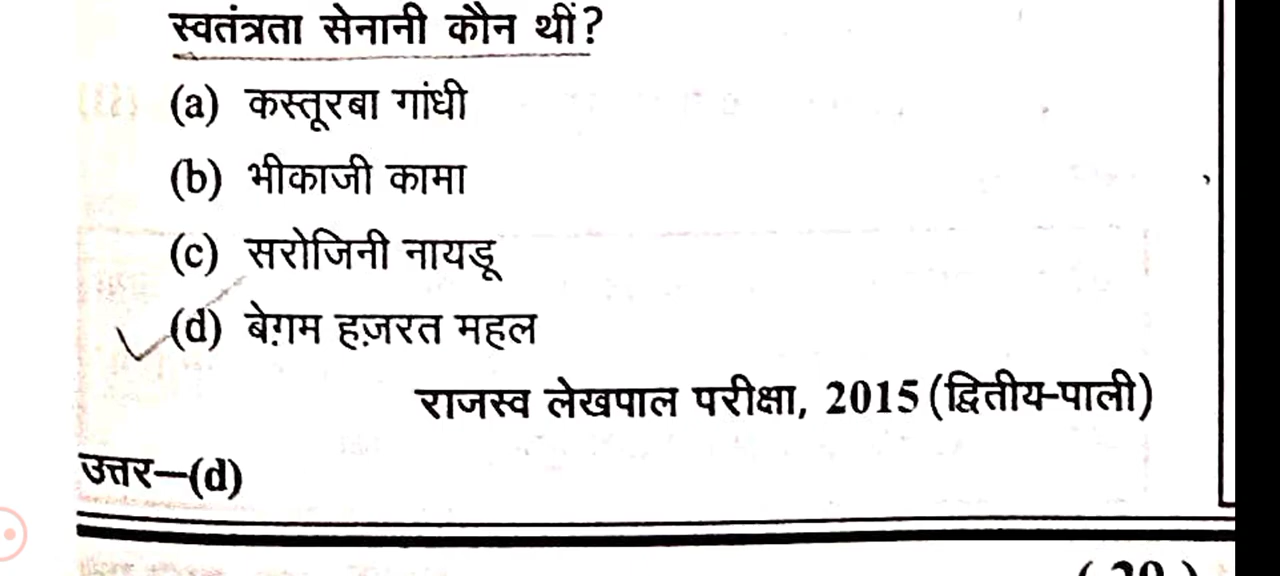 स्वतंत्रता सेनानी कौन थीं?
(a) कस्तूरबा गांधी
(b) भीकाजी कामा
(c) सरोजिनी नायडू
(d) बेग़म हज़रत महल
राजस्व लेखपाल परीक्षा, 2015 (द्वितीय-पाली)
उत्तर—(d)